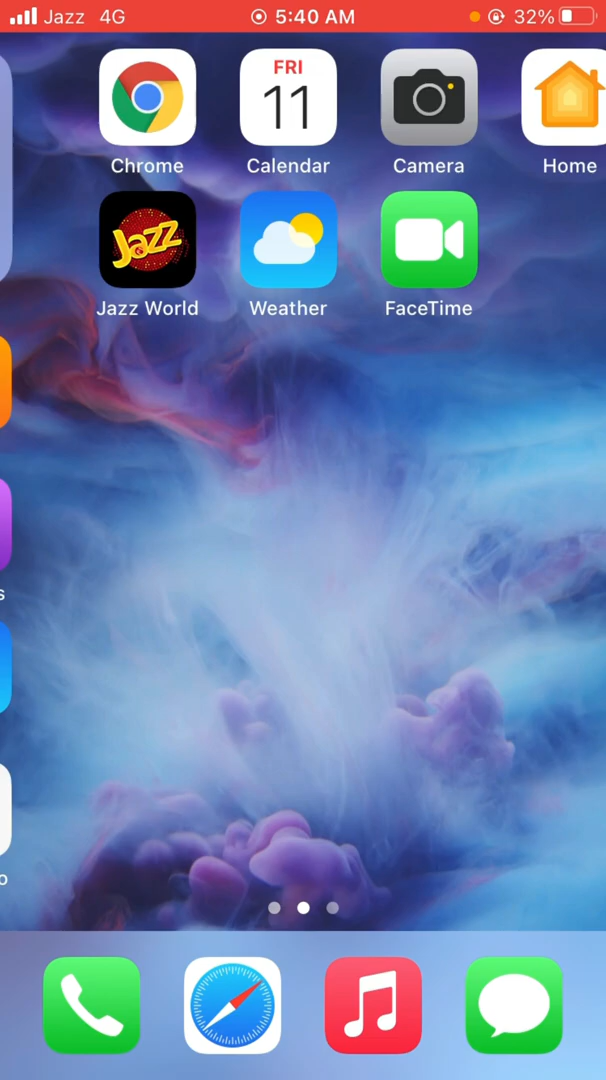 Jazz 4G 5:40 AM 32%
FRI
11
Chrome Calendar Camera Home
Jazz
Jazz World Weather FaceTime
s
o